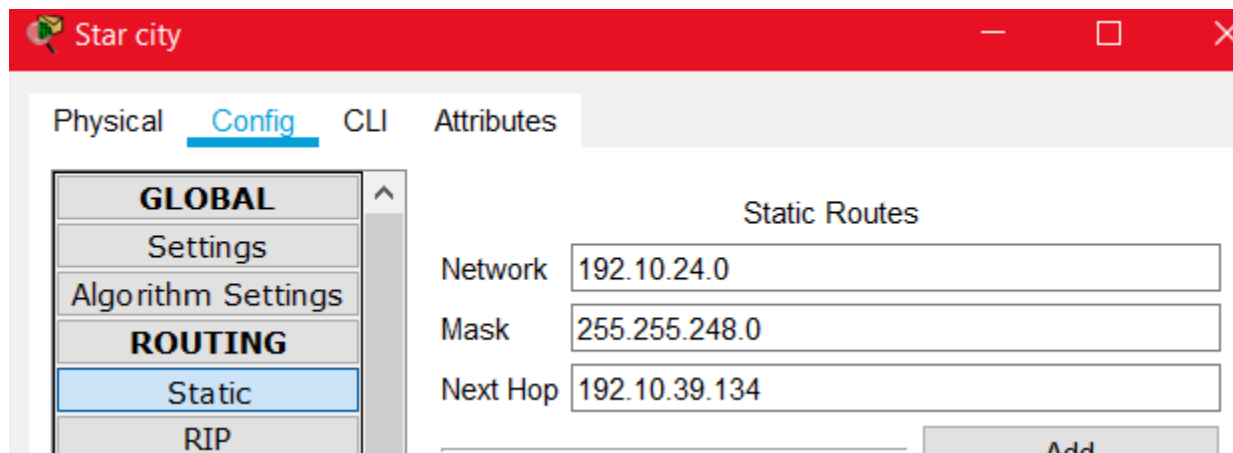 Star city
Physical Config CLI Attributes
GLOBAL
Settings
Algorithm Settings
ROUTING
Static
RIP
Static Routes
Network 192.10.24.0
Mask 255.255.248.0
Next Hop 192.10.39.134
Add